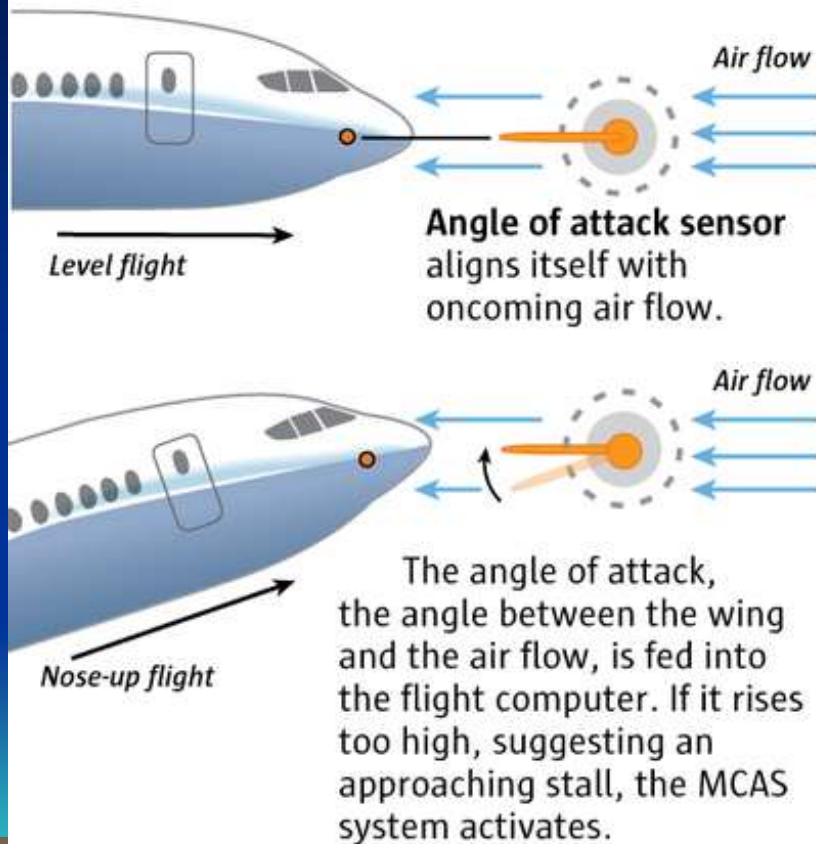 Air flow
Level flight
Angle of attack sensor
aligns itself with
oncoming air flow.
Air flow
Nose-up flight
The angle of attack,
the angle between the wing
and the air flow, is fed into
the flight computer. If it rises
too high, suggesting an
approaching stall, the MCAS
system activates.